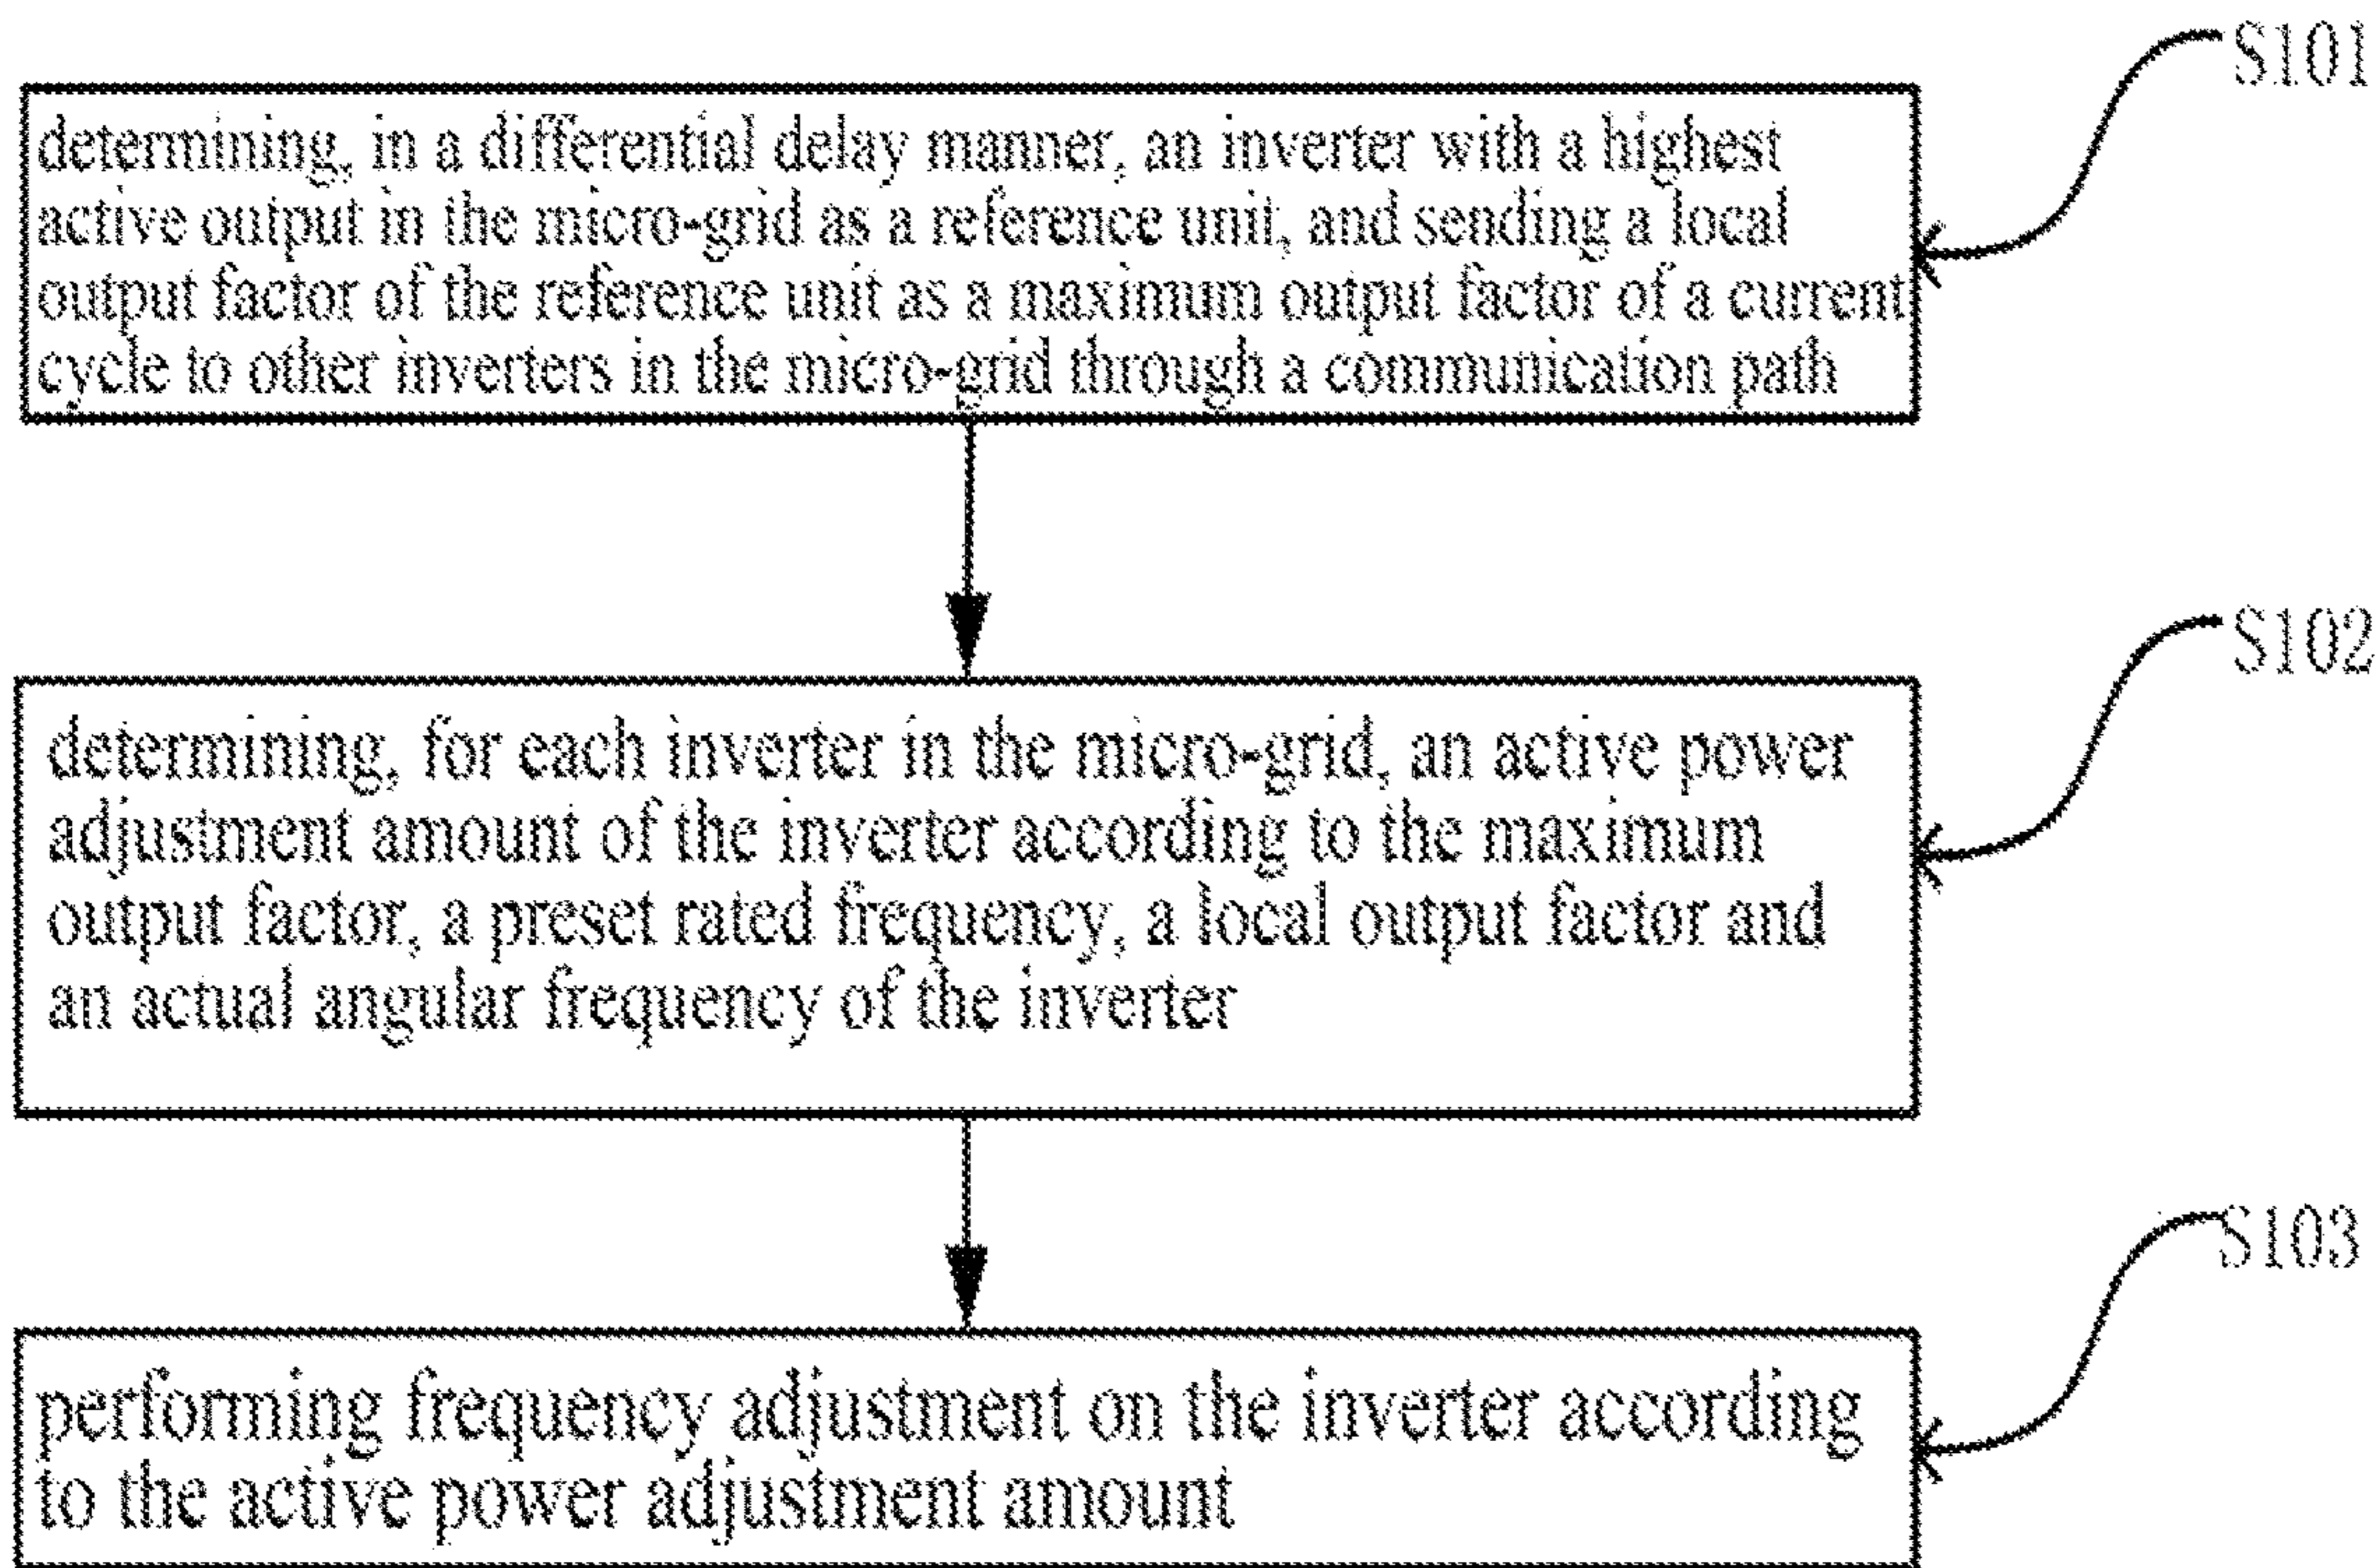 S101
determining, in a differential delay manner, an inverter with a highest
active output in the micro-grid as a reference unit, and sending a local
output factor of the reference unit as a maximum output factor of a current
cycle to other inverters in the micro-grid through a communication path
S102
determining, for each inverter in the micro-grid, an active power
adjustment amount of the inverter according to the maximum
output factor, a preset rated frequency, a local output factor and
an actual angular frequency of the inverter
S103
performing frequency adjustment on the inverter according
to the active power adjustment amount